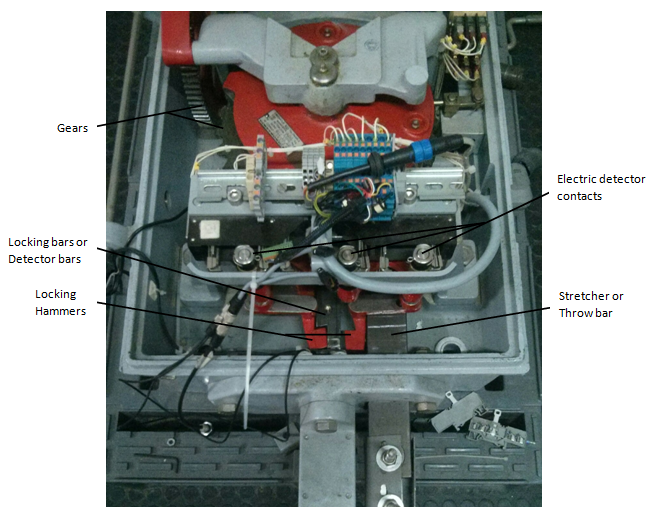 Gears
Electric detector
contacts
Locking bars or
Detector bars
Locking
Hammers
Stretcher or
Throw bar